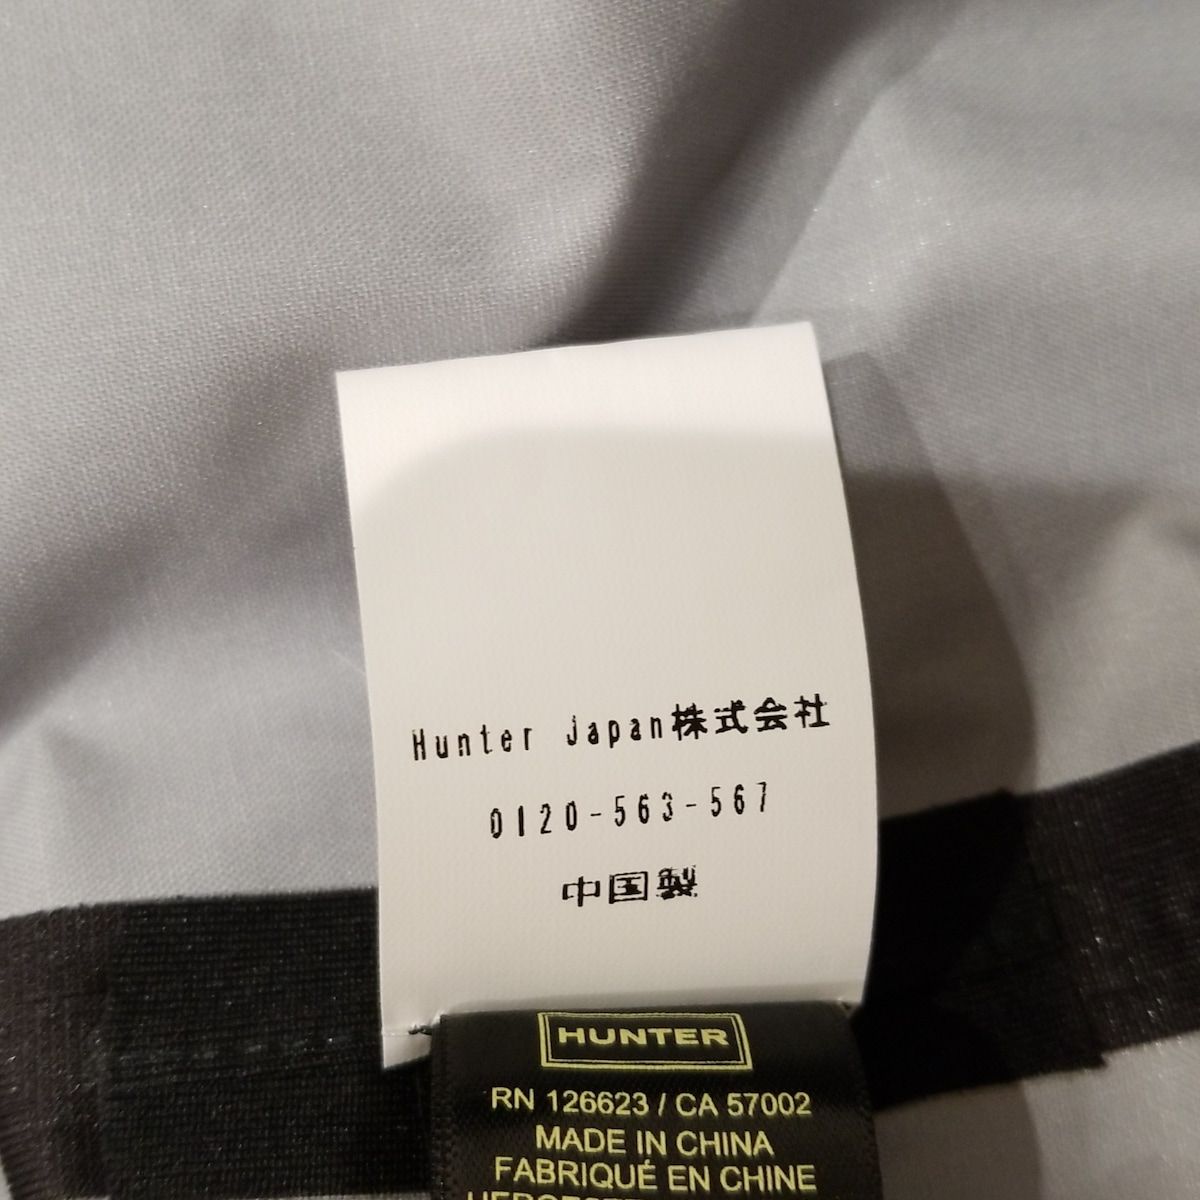 Hunter Japan株式会社
0120-563-567
中国製
HUNTER
RN 126623 / CA 57002
MADE IN CHINA
FABRIQUÉ EN CHINE